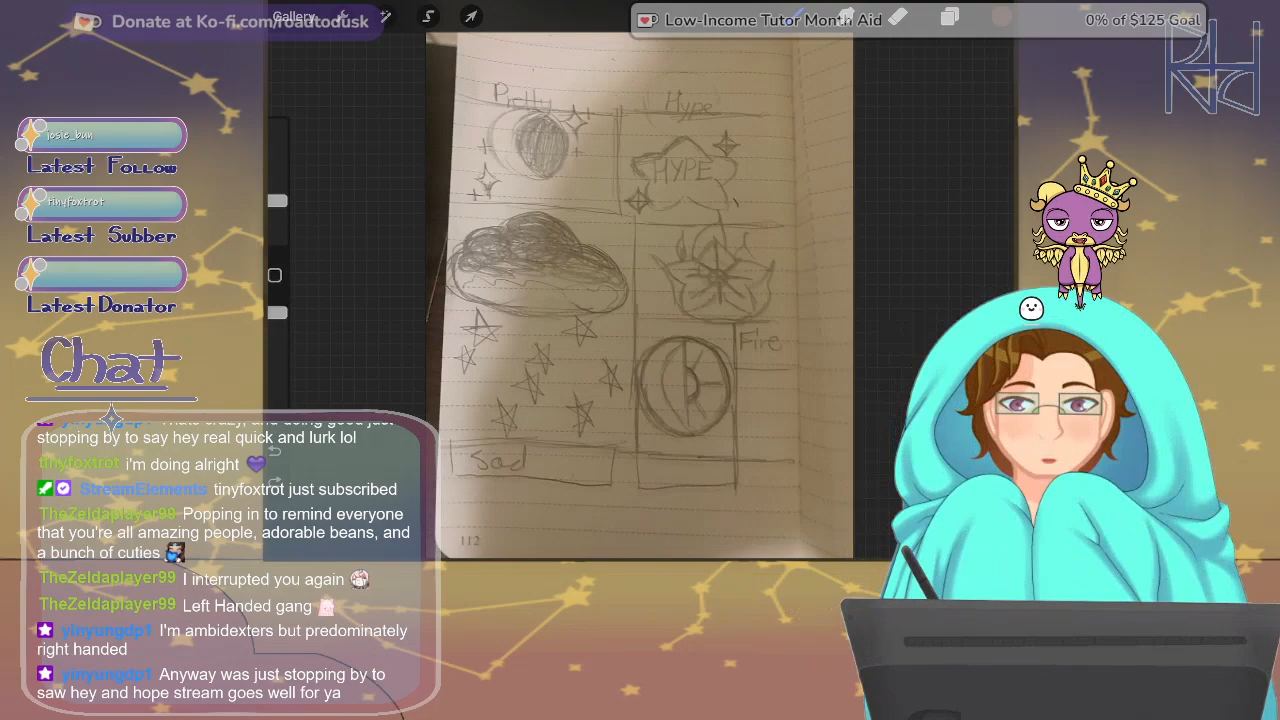 Donate at Ko-fi.com/roadtodusk
Gallery
Low-Income Tutor Month Aid
0% of $125 Goal
josie_bun
Latest Follow
tinyfoxtrot
Latest Subber
Latest Donator
Chat
stopping by to say hey real quick and lurk lol
tinyfoxtrot i'm doing alright
StreamElements tinyfoxtrot just subscribed
TheZeldaplayer99 Popping in to remind everyone
that you're all amazing people, adorable beans, and
a bunch of cuties
TheZeldaplayer99 I interrupted you again
TheZeldaplayer99 Left Handed gang
yinyungdp1 I'm ambidexters but predominately
right handed
yinyungdp1 Anyway was just stopping by to
saw hey and hope stream goes well for ya
Pretty
Hype
HYPE
Fire
Sad
112